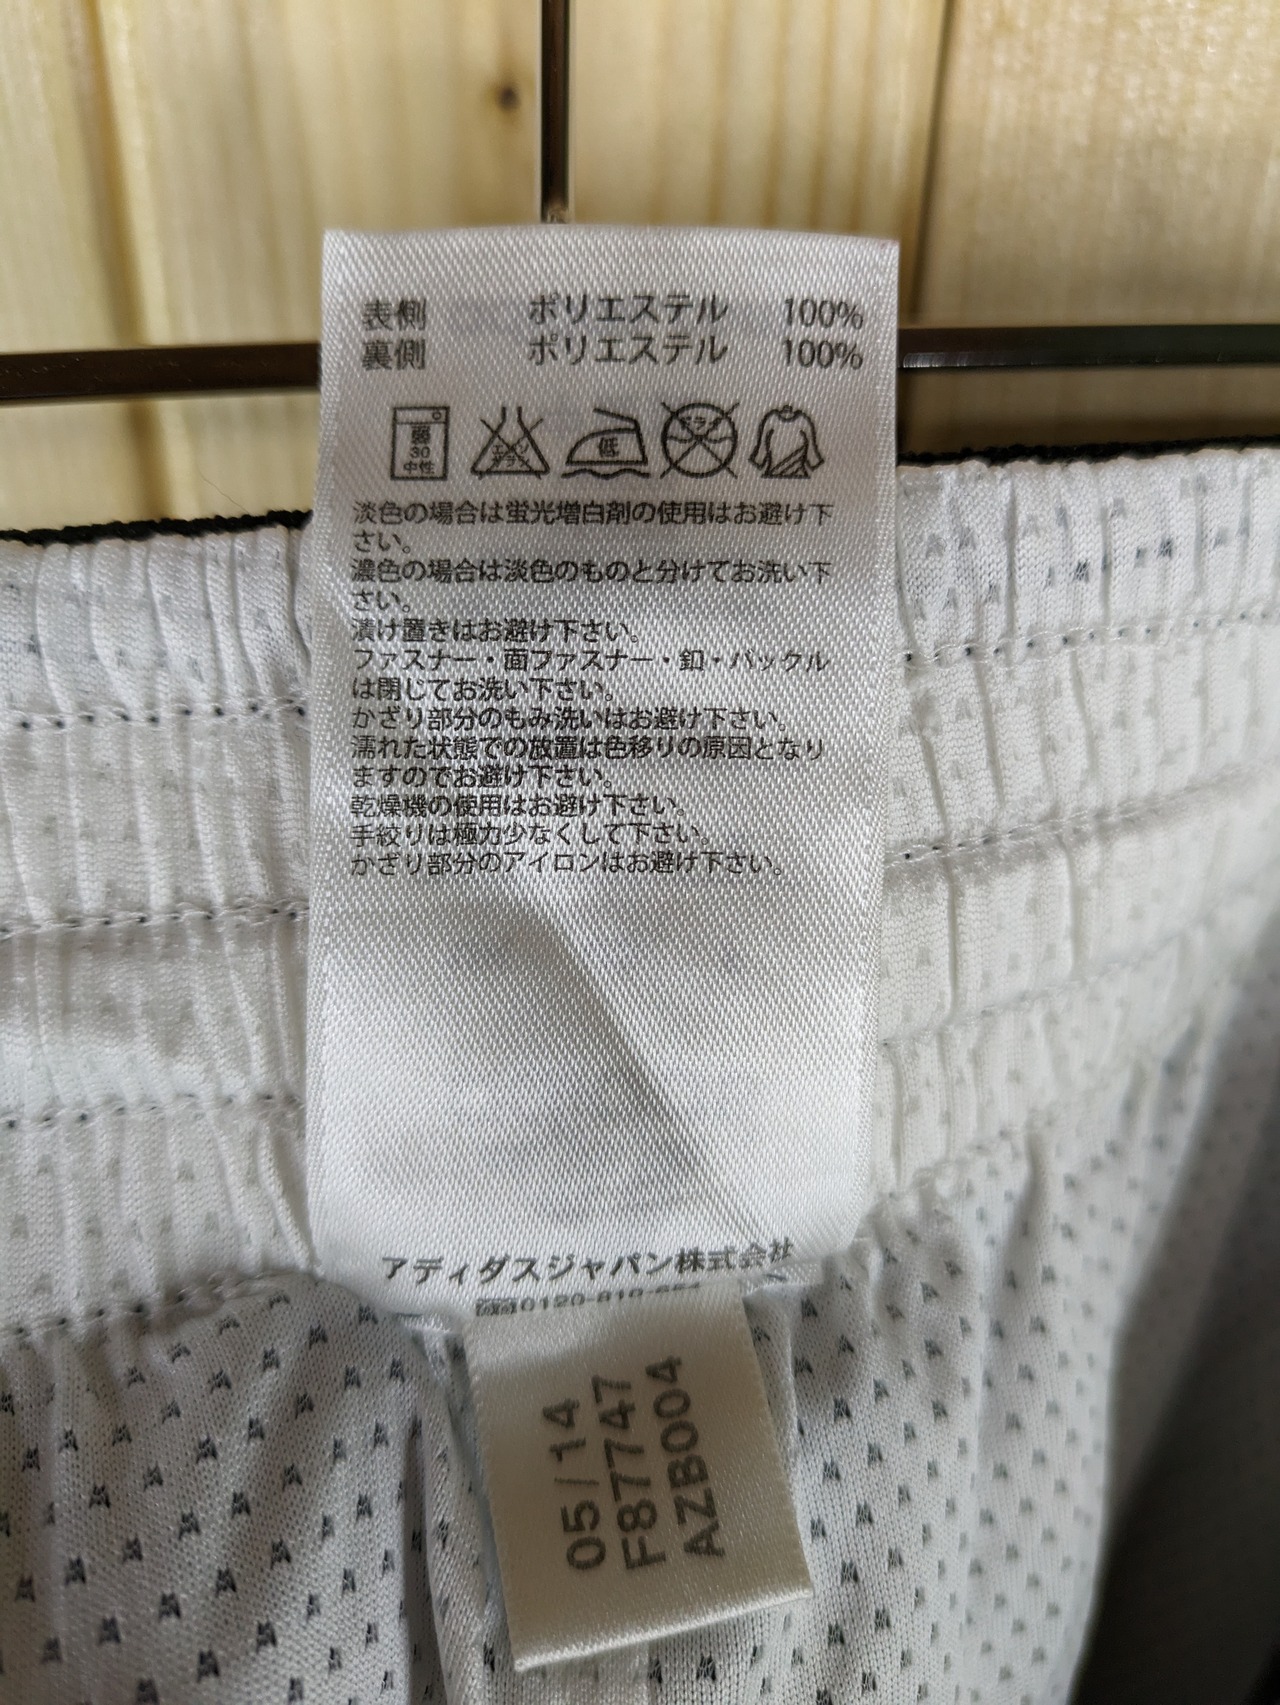 表側 ポリエステル 100%
裏側 ポリエステル 100%
弱
30
中性
エンソ
サラシ
低
淡色の場合は蛍光増白剤の使用はお避け下
さい。
濃色の場合は淡色のものと分けてお洗い下
さい。
漬け置きはお避け下さい。
ファスナー・面ファスナー・釦・バックル
は閉じてお洗い下さい。
かざり部分のもみ洗いはお避け下さい。
濡れた状態での放置は色移りの原因となり
ますのでお避け下さい。
乾燥機の使用はお避け下さい。
手絞りは極力少なくして下さい。
かざり部分のアイロンはお避け下さい。
アディダスジャパン株式会社
0120-810-654
05/14
F87747
AZB004